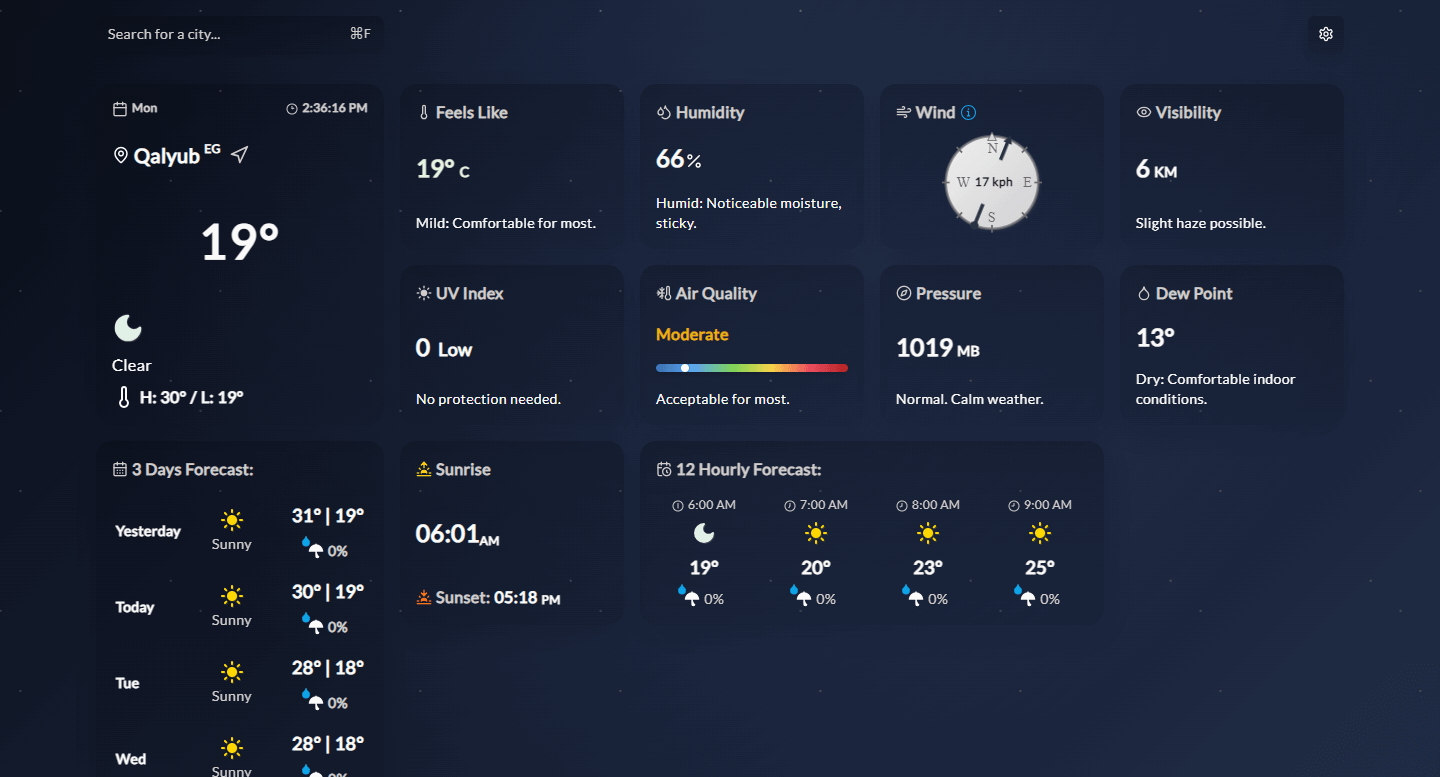 Search for a city...
⌘F
Mon
2:36:16 PM
Qalyub EG
19°
Clear
H: 30° / L: 19°
Feels Like
19° C
Mild: Comfortable for most.
Humidity
66%
Humid: Noticeable moisture,
sticky.
Wind
N
W 17 kph E
S
Visibility
6 KM
Slight haze possible.
UV Index
0 Low
No protection needed.
Air Quality
Moderate
Acceptable for most.
Pressure
1019 MB
Normal. Calm weather.
Dew Point
13°
Dry: Comfortable indoor
conditions.
3 Days Forecast:
Yesterday
Sunny
31° | 19°
0%
Today
Sunny
30° | 19°
0%
Tue
Sunny
28° | 18°
0%
Wed
Sunny
28° | 18°
0%
Sunrise
06:01 AM
Sunset: 05:18 PM
12 Hourly Forecast:
6:00 AM
19°
0%
7:00 AM
20°
0%
8:00 AM
23°
0%
9:00 AM
25°
0%